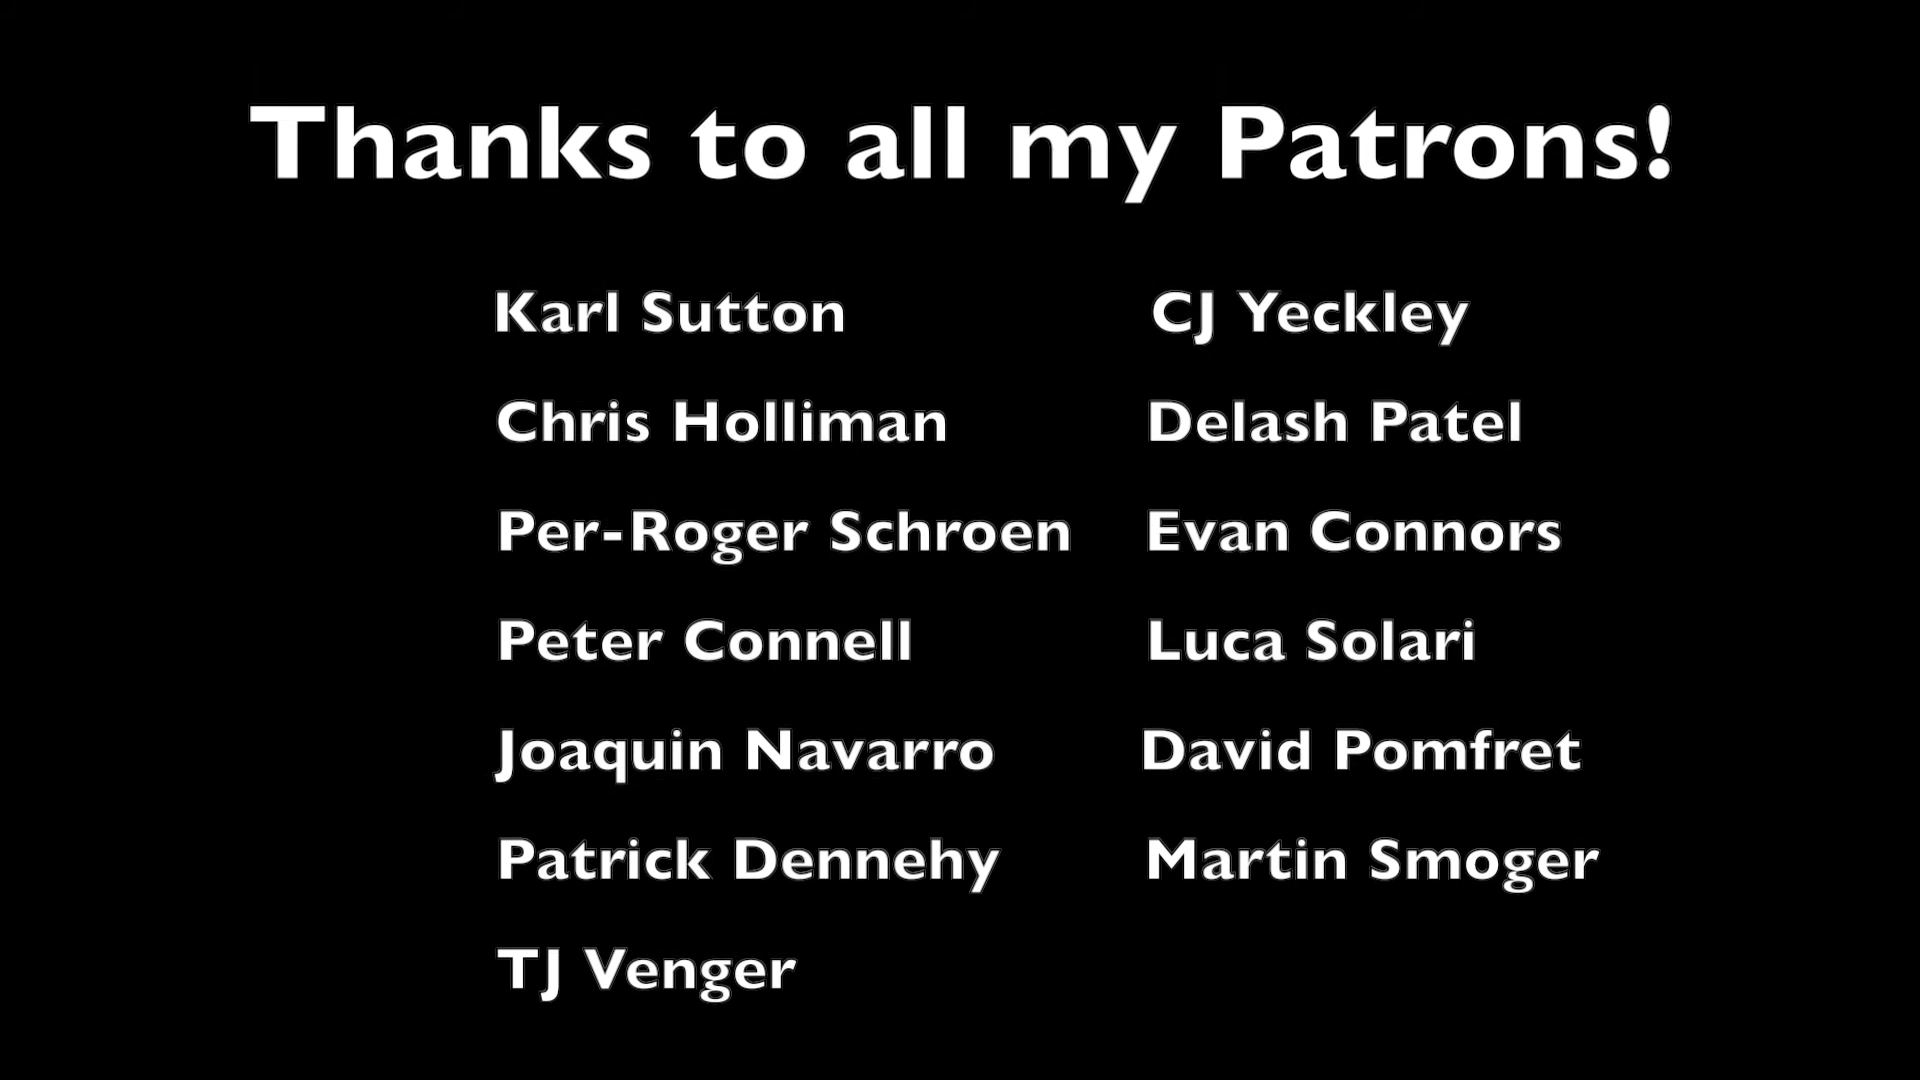 Thanks to all my Patrons!
Karl Sutton
Chris Holliman
Per-Roger Schroen
Peter Connell
Joaquin Navarro
Patrick Dennehy
TJ Venger
CJ Yeckley
Delash Patel
Evan Connors
Luca Solari
David Pomfret
Martin Smoger